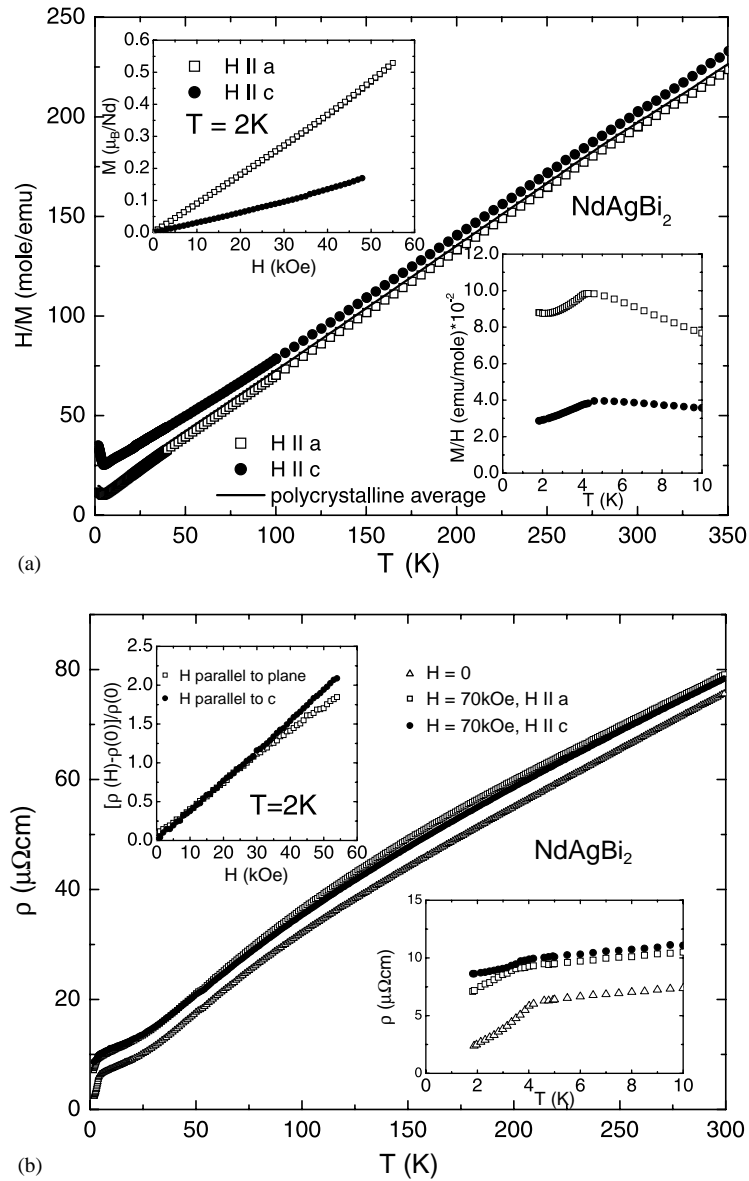 250
200
150
100
50
0
H/M (mole/emu)
0 50 100 150 200 250 300 350
T (K)
NdAgBi2
H II a
H II c
polycrystalline average
0.6
0.5
0.4
0.3
0.2
0.1
0.0
M (μB/Nd)
H II a
H II c
T = 2K
0 10 20 30 40 50 60
H (kOe)
12.0
10.0
8.0
6.0
4.0
2.0
0.0
M/H (emu/mole)*10-2
0 2 4 6 8 10
T (K)
(a)
80
60
40
20
0
ρ (μΩcm)
0 50 100 150 200 250 300
T (K)
2.5
2.0
1.5
1.0
0.5
0.0
[ρ (H)-ρ(0)]/ρ(0)
H parallel to plane
H parallel to c
T=2K
0 10 20 30 40 50 60
H (kOe)
H = 0
H = 70kOe, H II a
H = 70kOe, H II c
NdAgBi2
15
10
5
0
ρ (μΩcm)
0 2 4 6 8 10
T (K)
(b)